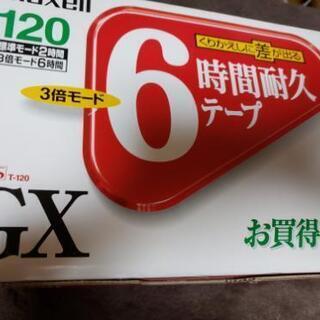 maxell
120
標準モード2時間
3倍モード6時間
くりかえしに差が出る
3倍モード
6時間耐久
テープ
T-120
GX
お買得